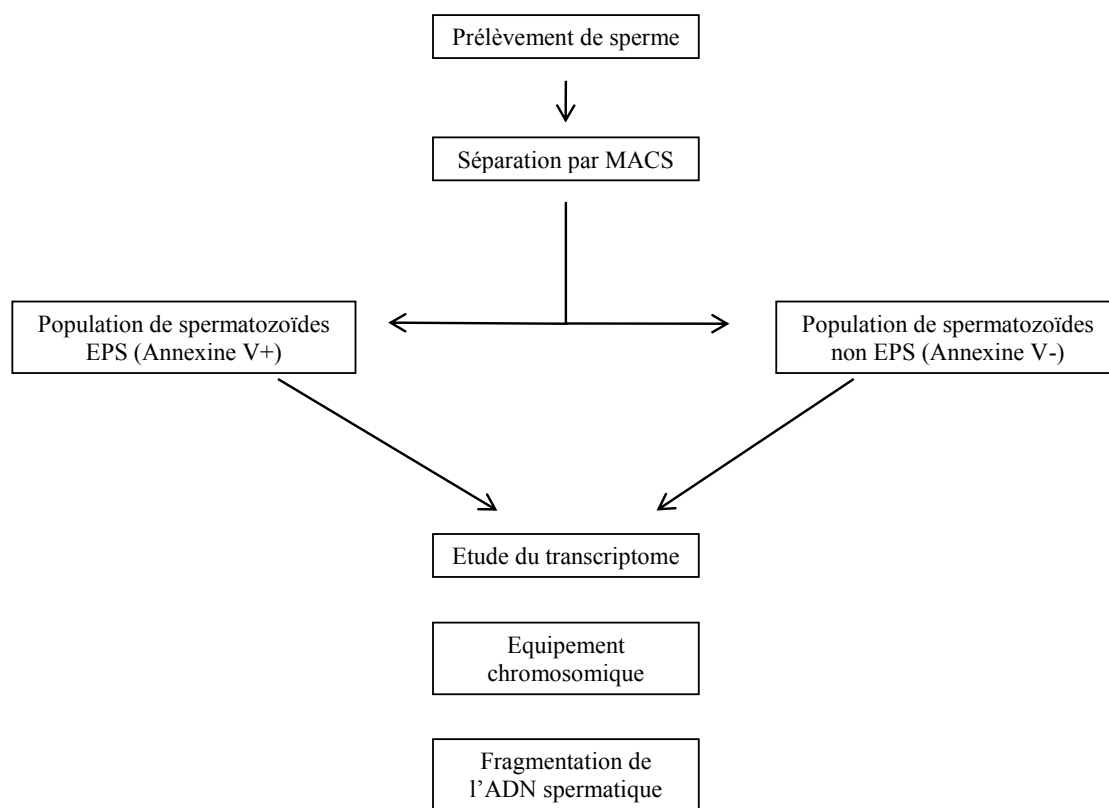 Prélèvement de sperme
Séparation par MACS
Population de spermatozoïdes
EPS (Annexine V+)
Population de spermatozoïdes
non EPS (Annexine V-)
Etude du transcriptome
Equipement
chromosomique
Fragmentation de
l’ADN spermatique